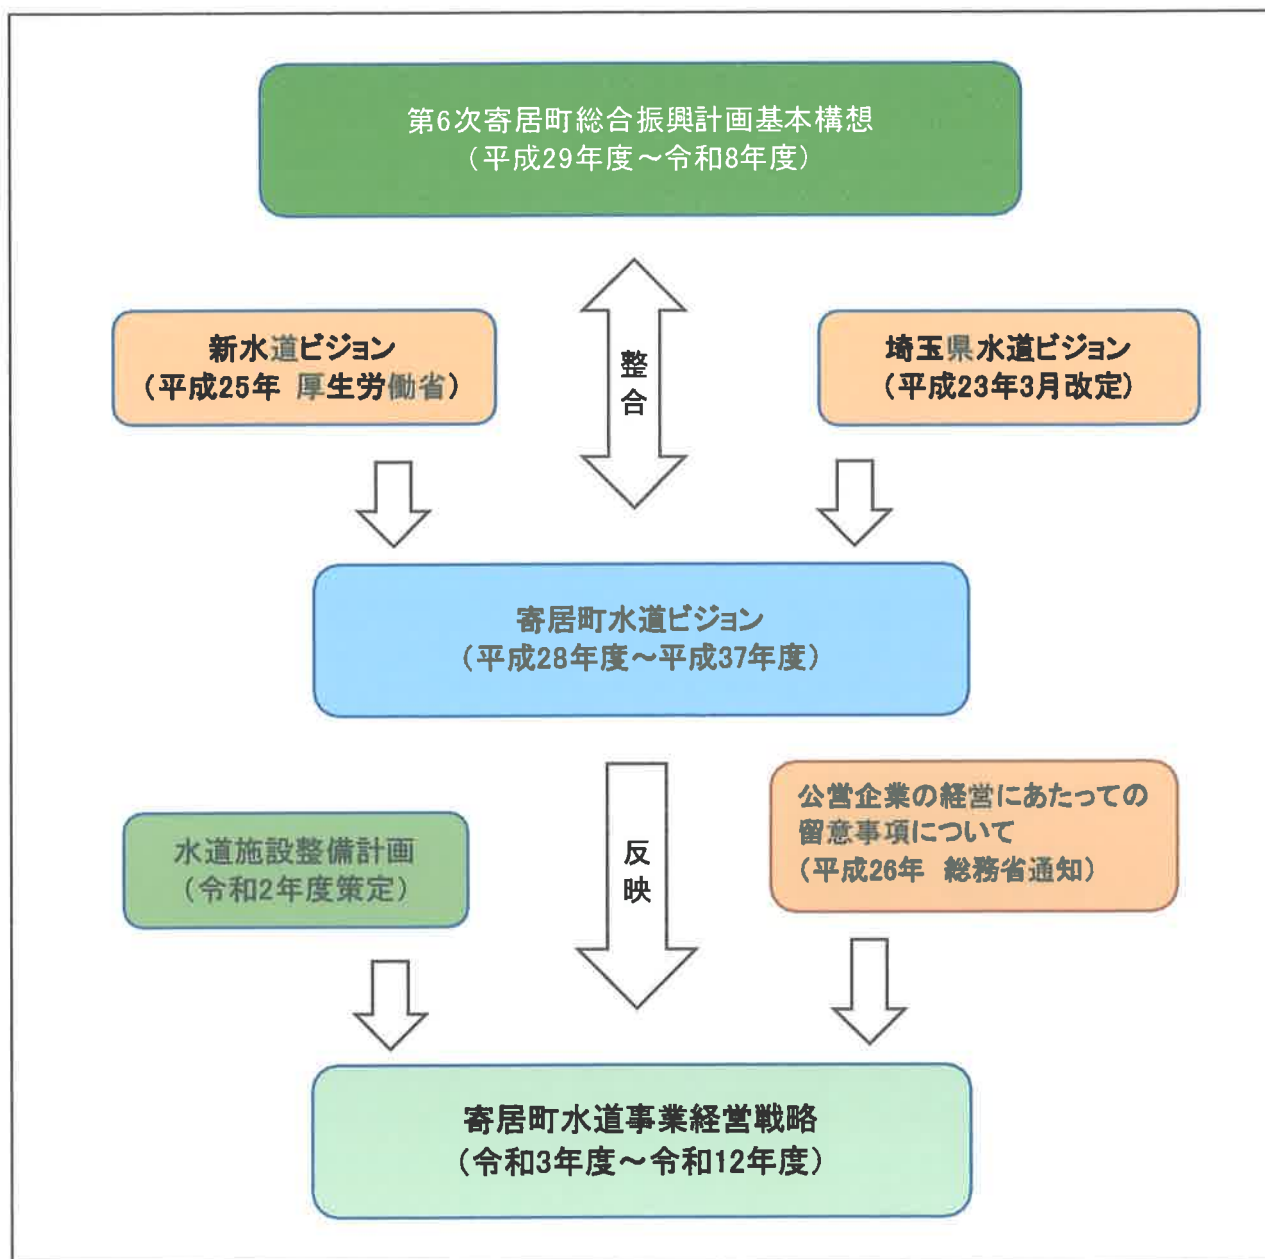 第6次寄居町総合振興計画基本構想
（平成29年度～令和8年度）
新水道ビジョン
（平成25年 厚生労働省）
整合
埼玉県水道ビジョン
（平成23年3月改定）
寄居町水道ビジョン
（平成28年度～平成37年度）
水道施設整備計画
（令和2年度策定）
反映
公営企業の経営にあたっての
留意事項について
（平成26年 総務省通知）
寄居町水道事業経営戦略
（令和3年度～令和12年度）